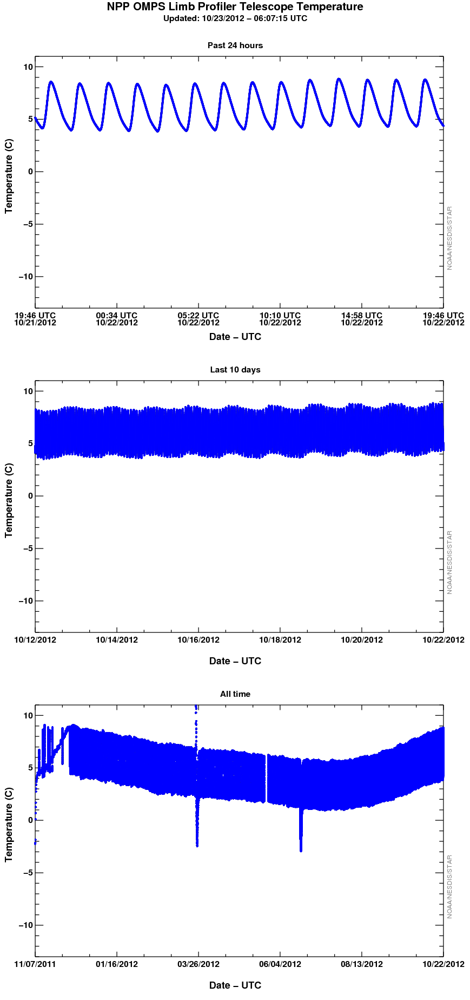 NPP OMPS Limb Profiler Telescope Temperature
Updated: 10/23/2012 – 06:07:15 UTC
Past 24 hours
Temperature (C)
10
5
0
–5
–10
19:46 UTC 00:34 UTC 05:22 UTC 10:10 UTC 14:58 UTC 19:46 UTC
10/21/2012 10/22/2012 10/22/2012 10/22/2012 10/22/2012 10/22/2012
Date – UTC
NOAA/NESDIS/STAR
Last 10 days
Temperature (C)
10
5
0
–5
–10
10/12/2012 10/14/2012 10/16/2012 10/18/2012 10/20/2012 10/22/2012
Date – UTC
NOAA/NESDIS/STAR
All time
Temperature (C)
10
5
0
–5
–10
11/07/2011 01/16/2012 03/26/2012 06/04/2012 08/13/2012 10/22/2012
Date – UTC
NOAA/NESDIS/STAR